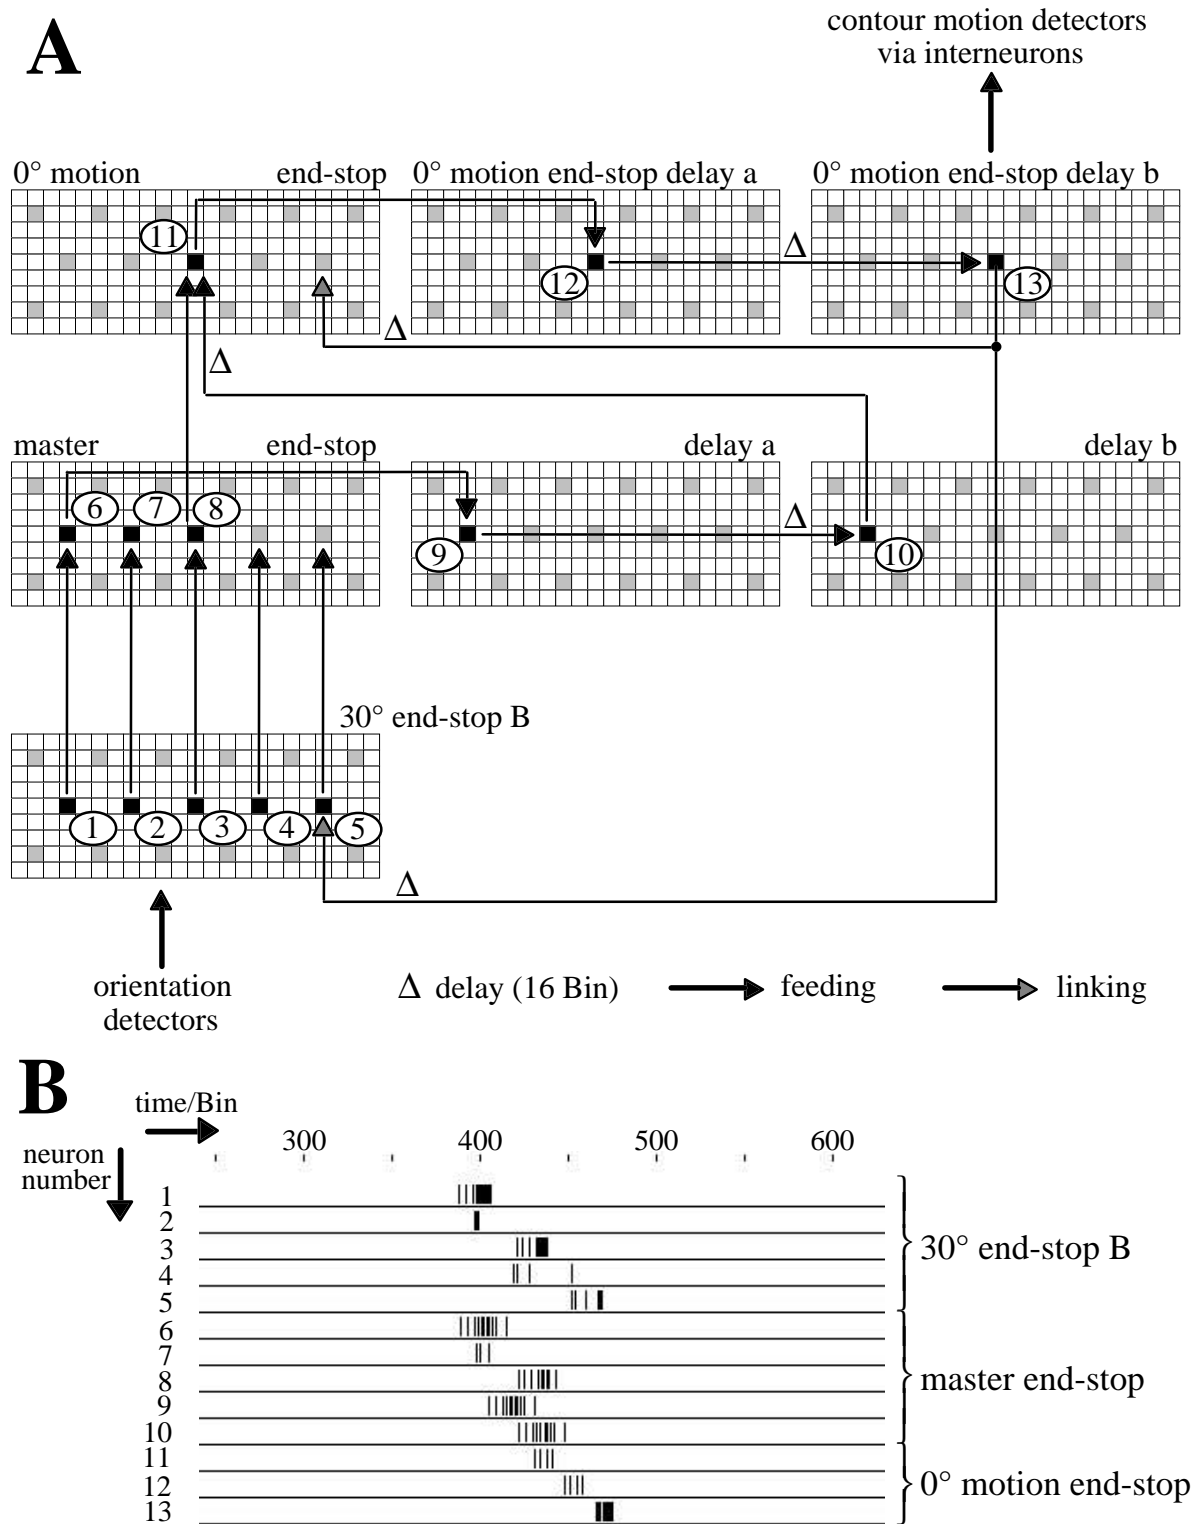 A
contour motion detectors
via interneurons
0° motion end-stop
0° motion end-stop delay a
0° motion end-stop delay b
11
12
13
Δ
Δ
Δ
master end-stop
delay a
delay b
6 7 8
9
10
Δ
30° end-stop B
1 2 3 4 5
Δ
orientation
detectors
Δ delay (16 Bin)
feeding
linking
B
time/Bin
neuron
number
300 400 500 600
1
2
3
4
5
30° end-stop B
6
7
8
9
10
master end-stop
11
12
13
0° motion end-stop